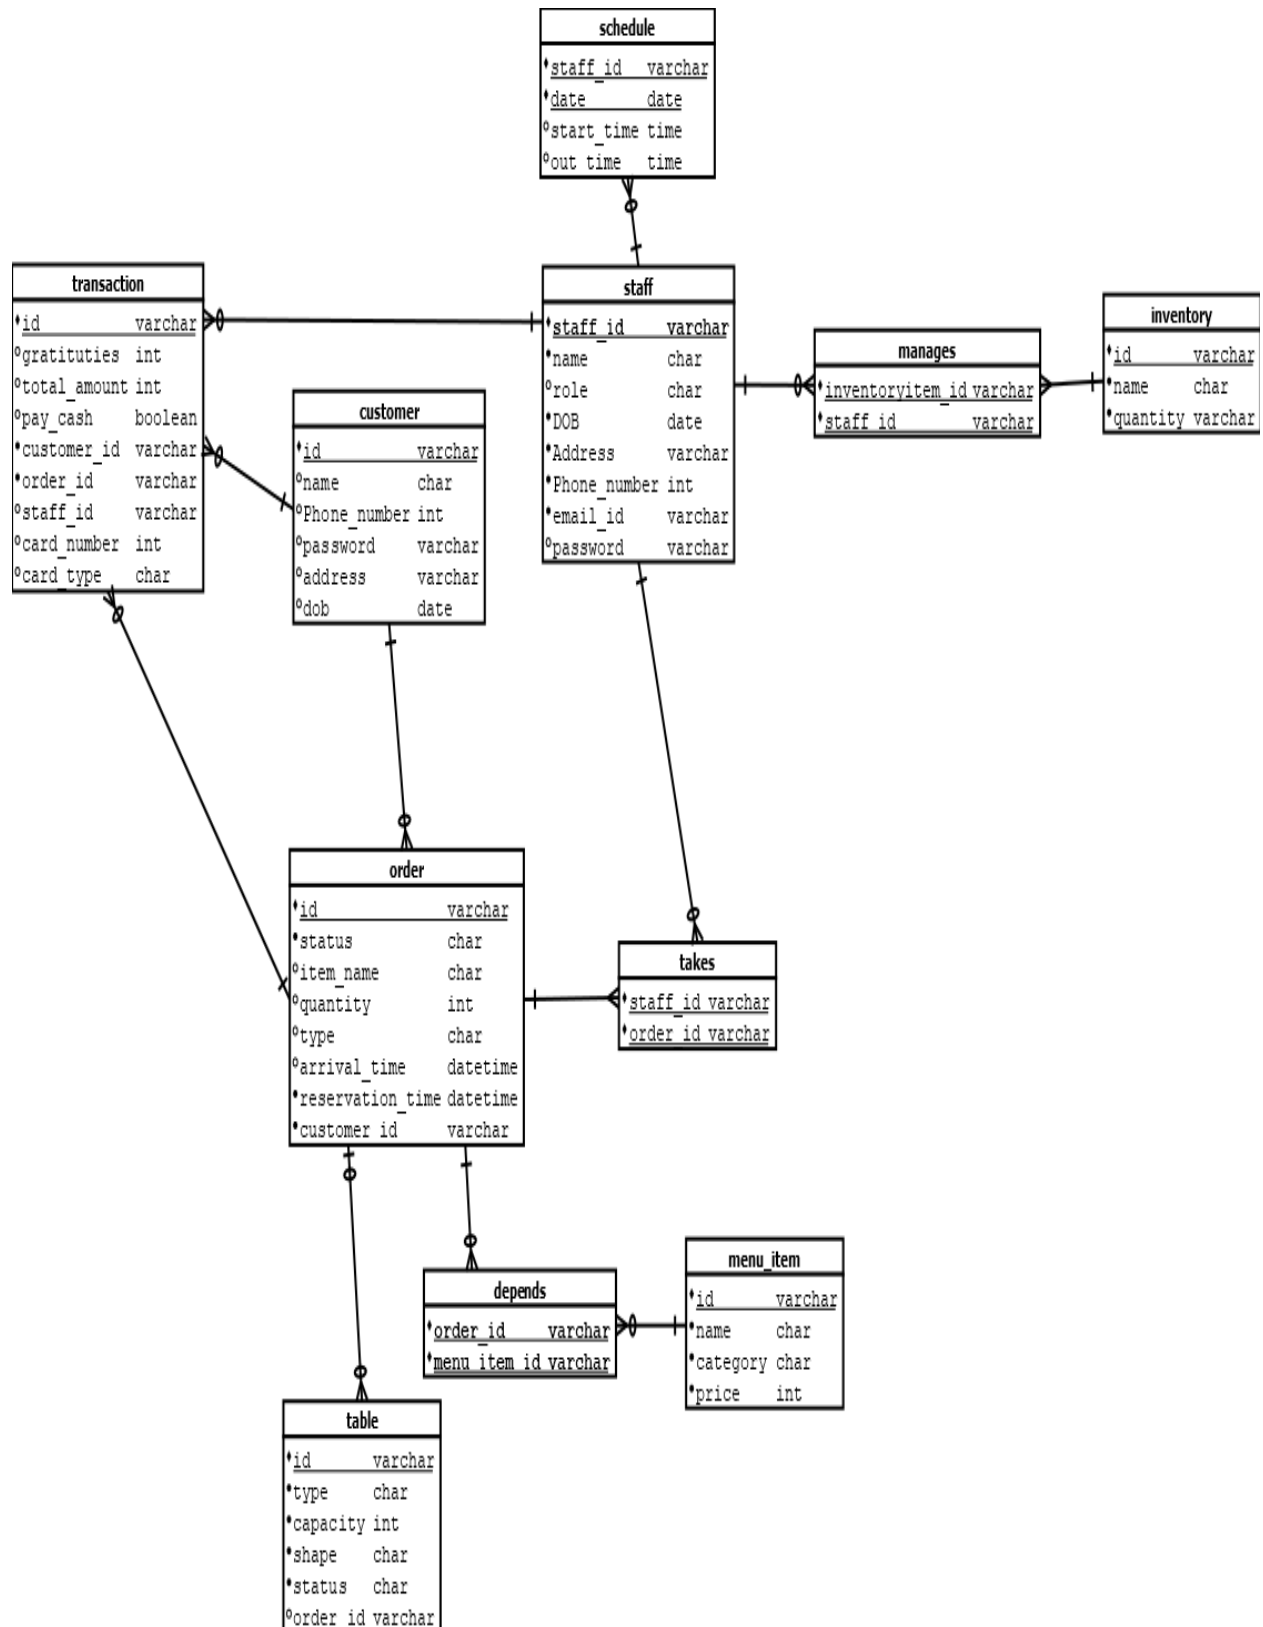 schedule
staff_id varchar
date date
start_time time
out_time time
transaction
id varchar
gratituties int
total_amount int
pay_cash boolean
customer_id varchar
order_id varchar
staff_id varchar
card_number int
card_type char
customer
id varchar
name char
Phone_number int
password varchar
address varchar
dob date
staff
staff_id varchar
name char
role char
DOB date
Address varchar
Phone_number int
email_id varchar
password varchar
manages
inventoryitem_id varchar
staff_id varchar
inventory
id varchar
name char
quantity varchar
order
id varchar
status char
item_name char
quantity int
type char
arrival_time datetime
reservation_time datetime
customer_id varchar
takes
staff_id varchar
order_id varchar
depends
order_id varchar
menu_item_id varchar
menu_item
id varchar
name char
category char
price int
table
id varchar
type char
capacity int
shape char
status char
order_id varchar